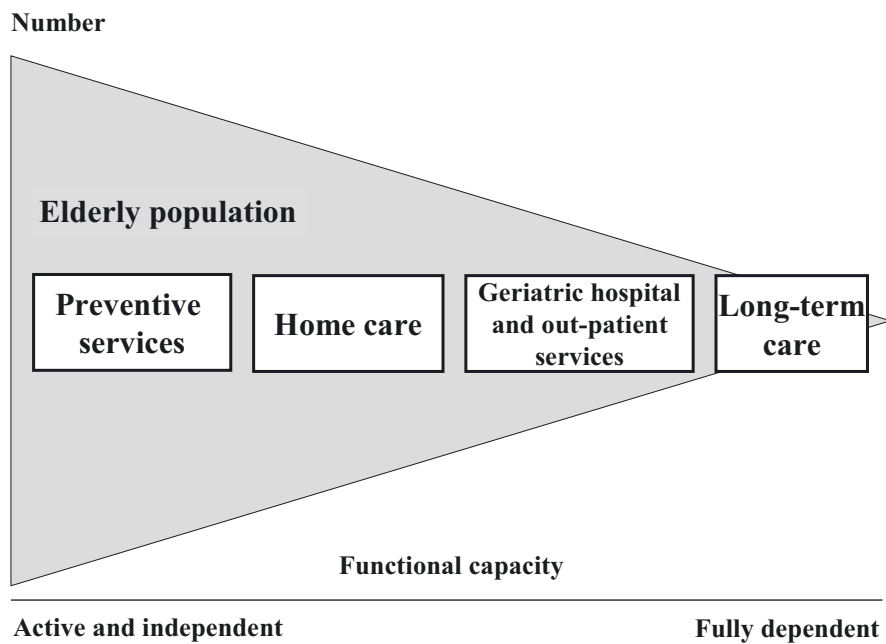 Number
Elderly population
Preventive
services
Home care
Geriatric hospital
and out-patient
services
Long-term
care
Functional capacity
Active and independent
Fully dependent